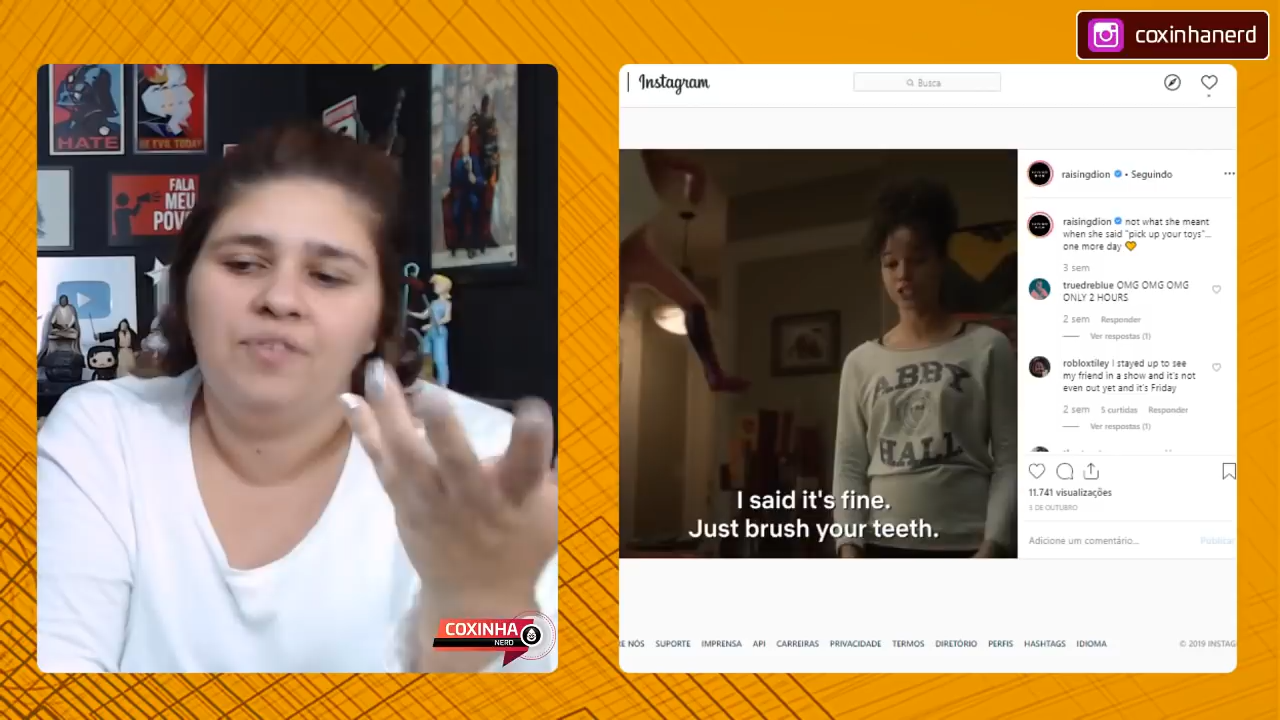 coxinhanerd
HATE
BE EVIL TODAY
FALA
MEU
POVO
COXINHA
NERD
Instagram
Busca
raisingdion • Seguindo
raisingdion not what she meant
when she said "pick up your toys"...
one more day 💛
3 sem
truedreblue OMG OMG OMG
ONLY 2 HOURS
2 sem Responder
Ver respostas (1)
robloxtiley I stayed up to see
my friend in a show and it's not
even out yet and it's Friday
2 sem 5 curtidas Responder
Ver respostas (1)
11.741 visualizações
3 DE OUTUBRO
Adicione um comentário...
Publicar
ABBY
HALL
I said it's fine.
Just brush your teeth.
E NÓS SUPORTE IMPRENSA API CARREIRAS PRIVACIDADE TERMOS DIRETÓRIO PERFIS HASHTAGS IDIOMA
© 2019 INSTAG